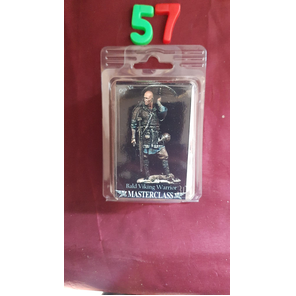 57
Bald Viking Warrior
MASTERCLASS